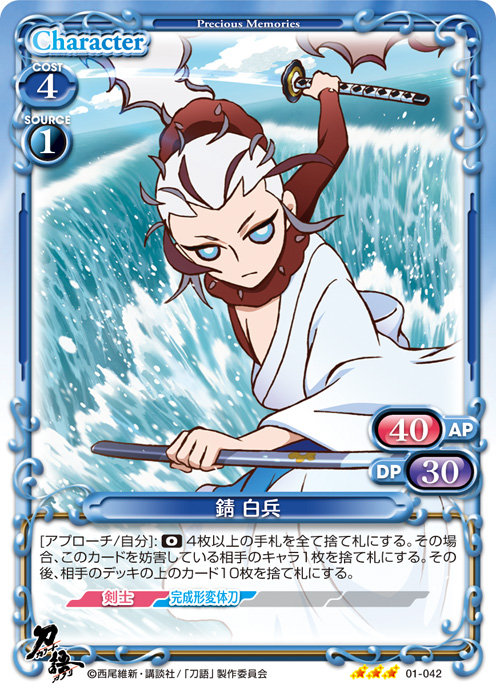 Precious Memories
Character
COST
4
SOURCE
1
40 AP
DP 30
錆 白兵
[アプローチ/自分]: 0 4枚以上の手札を全て捨て札にする。その場
合、このカードを妨害している相手のキャラ1枚を捨て札にする。その
後、相手のデッキの上のカード10枚を捨て札にする。
剣士 完成形変体刀
刀語
©西尾維新・講談社/「刀語」製作委員会
01-042